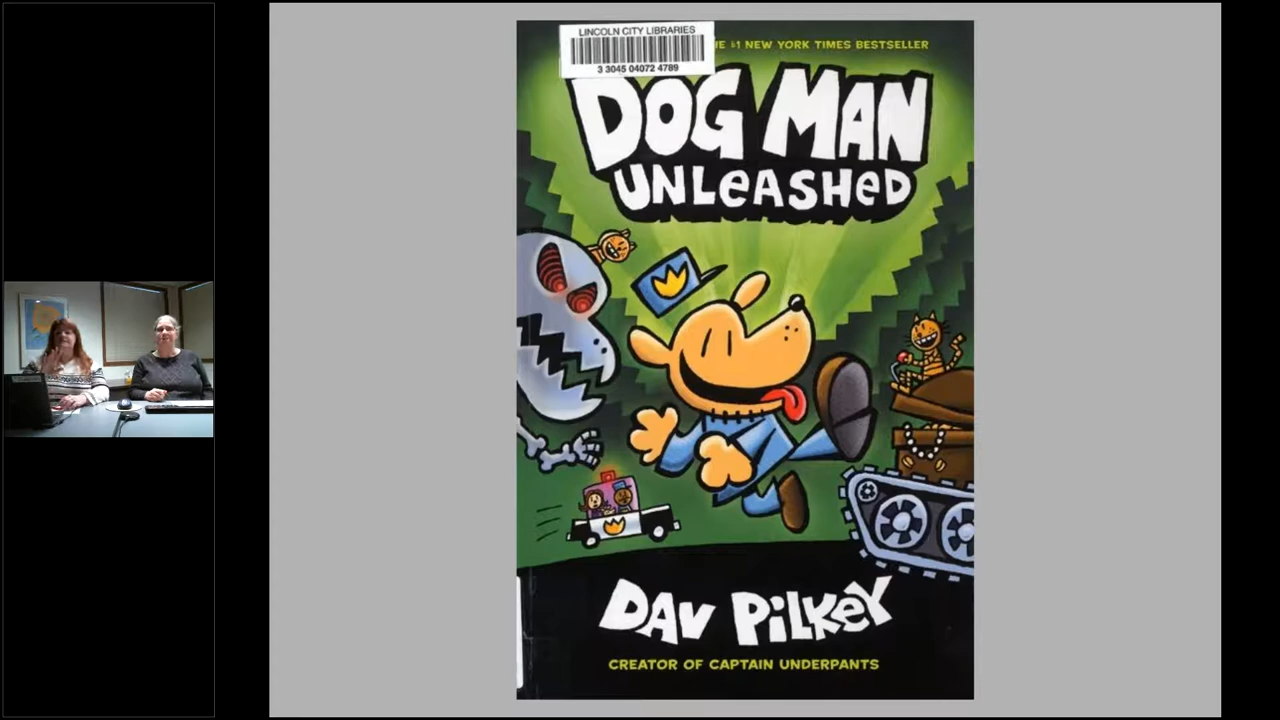 LINCOLN CITY LIBRARIES
3 3045 04072 4789
#1 NEW YORK TIMES BESTSELLER
DOG MAN
UNLEASHED
DAV PILKEY
CREATOR OF CAPTAIN UNDERPANTS